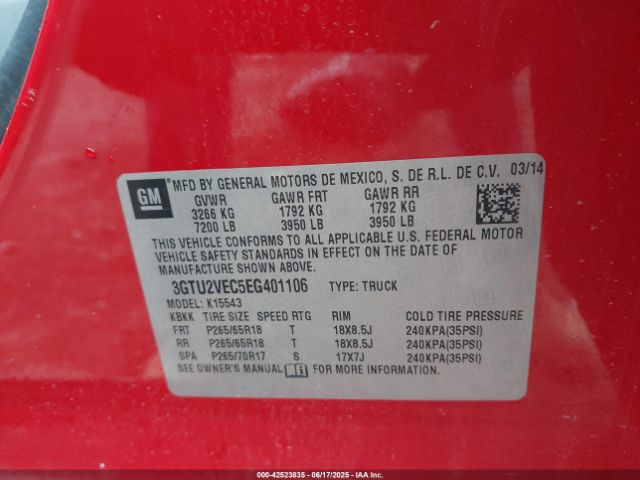 GM
MFD BY GENERAL MOTORS DE MEXICO, S. DE R.L. DE C.V. 03/14
GVWR GAWR FRT GAWR RR
3266 KG 1792 KG 1792 KG
7200 LB 3950 LB 3950 LB
THIS VEHICLE CONFORMS TO ALL APPLICABLE U.S. FEDERAL MOTOR
VEHICLE SAFETY AND BUMPER STANDARDS IN EFFECT ON THE DATE OF
MANUFACTURE SHOWN ABOVE.
3GTU2VEC5EG401106 TYPE: TRUCK
MODEL: K15543
KBKK TIRE SIZE SPEED RTG RIM COLD TIRE PRESSURE
FRT P265/65R18 T 18X8.5J 240KPA(35PSI)
RR P265/65R18 T 18X8.5J 240KPA(35PSI)
SPA P265/70R17 S 17X7J 240KPA(35PSI)
SEE OWNER'S MANUAL FOR MORE INFORMATION.
000-42523835 - 06/17/2025 - IAAI.COM